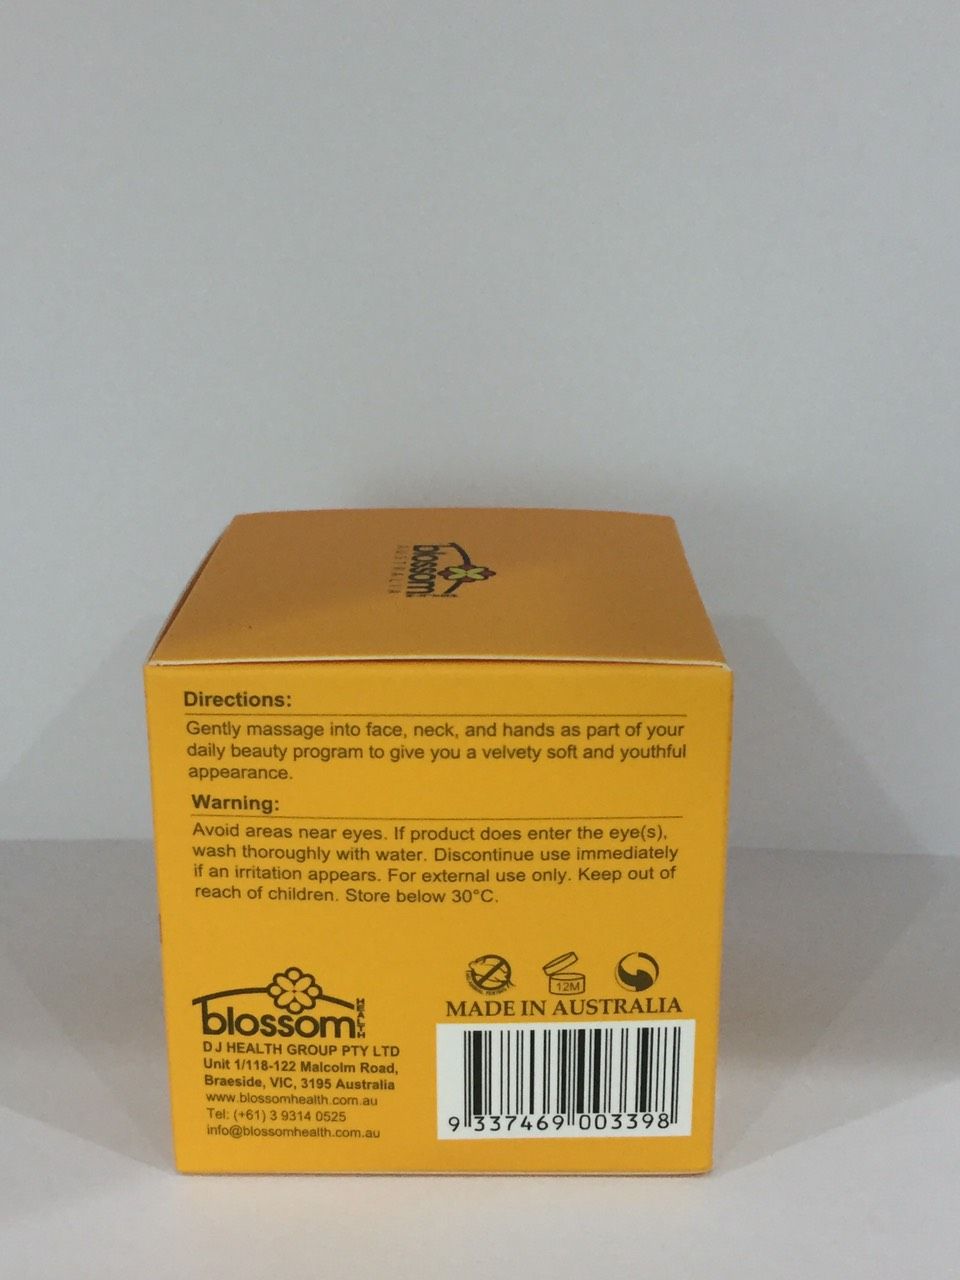 blossom
AUSTRALIA
Directions:
Gently massage into face, neck, and hands as part of your
daily beauty program to give you a velvety soft and youthful
appearance.
Warning:
Avoid areas near eyes. If product does enter the eye(s),
wash thoroughly with water. Discontinue use immediately
if an irritation appears. For external use only. Keep out of
reach of children. Store below 30°C.
12M
MADE IN AUSTRALIA
blossom HEALTH
D J HEALTH GROUP PTY LTD
Unit 1/118-122 Malcolm Road,
Braeside, VIC, 3195 Australia
www.blossomhealth.com.au
Tel: (+61) 3 9314 0525
info@blossomhealth.com.au
9 337469 003398